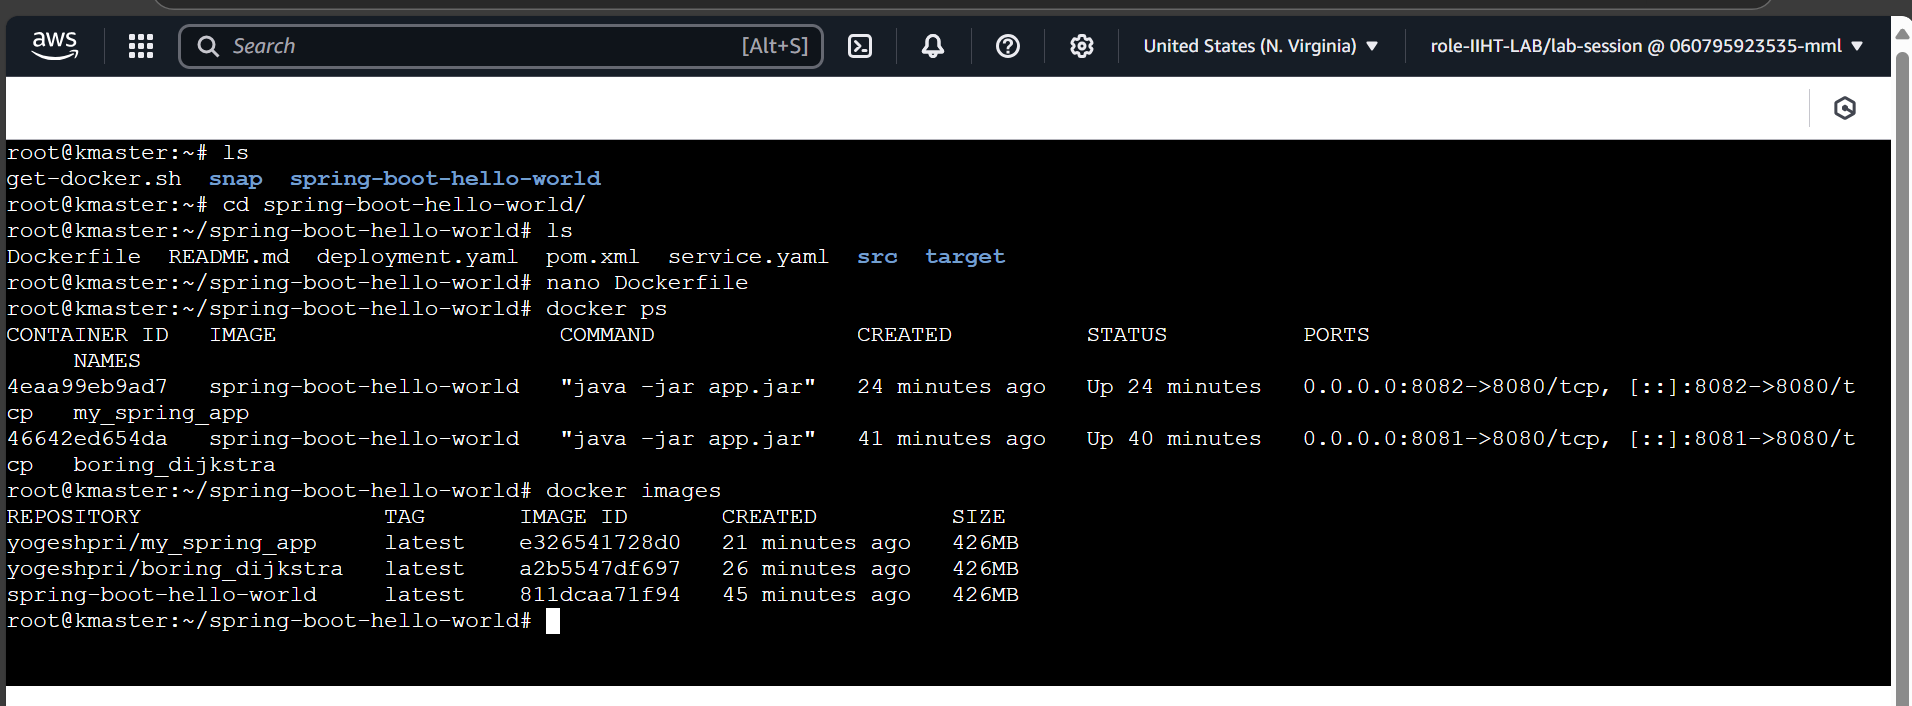 aws
Search [Alt+S] United States (N. Virginia) ▼ role-IIHT-LAB/lab-session @ 060795923535-mml ▼
root@kmaster:~# ls
get-docker.sh  snap  spring-boot-hello-world
root@kmaster:~# cd spring-boot-hello-world/
root@kmaster:~/spring-boot-hello-world# ls
Dockerfile  README.md  deployment.yaml  pom.xml  service.yaml  src  target
root@kmaster:~/spring-boot-hello-world# nano Dockerfile
root@kmaster:~/spring-boot-hello-world# docker ps
CONTAINER ID   IMAGE                     COMMAND               CREATED          STATUS          PORTS
     NAMES
4eaa99eb9ad7   spring-boot-hello-world   "java -jar app.jar"   24 minutes ago   Up 24 minutes   0.0.0.0:8082->8080/tcp, [::]:8082->8080/t
cp   my_spring_app
46642ed654da   spring-boot-hello-world   "java -jar app.jar"   41 minutes ago   Up 40 minutes   0.0.0.0:8081->8080/tcp, [::]:8081->8080/t
cp   boring_dijkstra
root@kmaster:~/spring-boot-hello-world# docker images
REPOSITORY                  TAG       IMAGE ID       CREATED          SIZE
yogeshpri/my_spring_app     latest    e326541728d0   21 minutes ago   426MB
yogeshpri/boring_dijkstra   latest    a2b5547df697   26 minutes ago   426MB
spring-boot-hello-world     latest    811dcaa71f94   45 minutes ago   426MB
root@kmaster:~/spring-boot-hello-world#